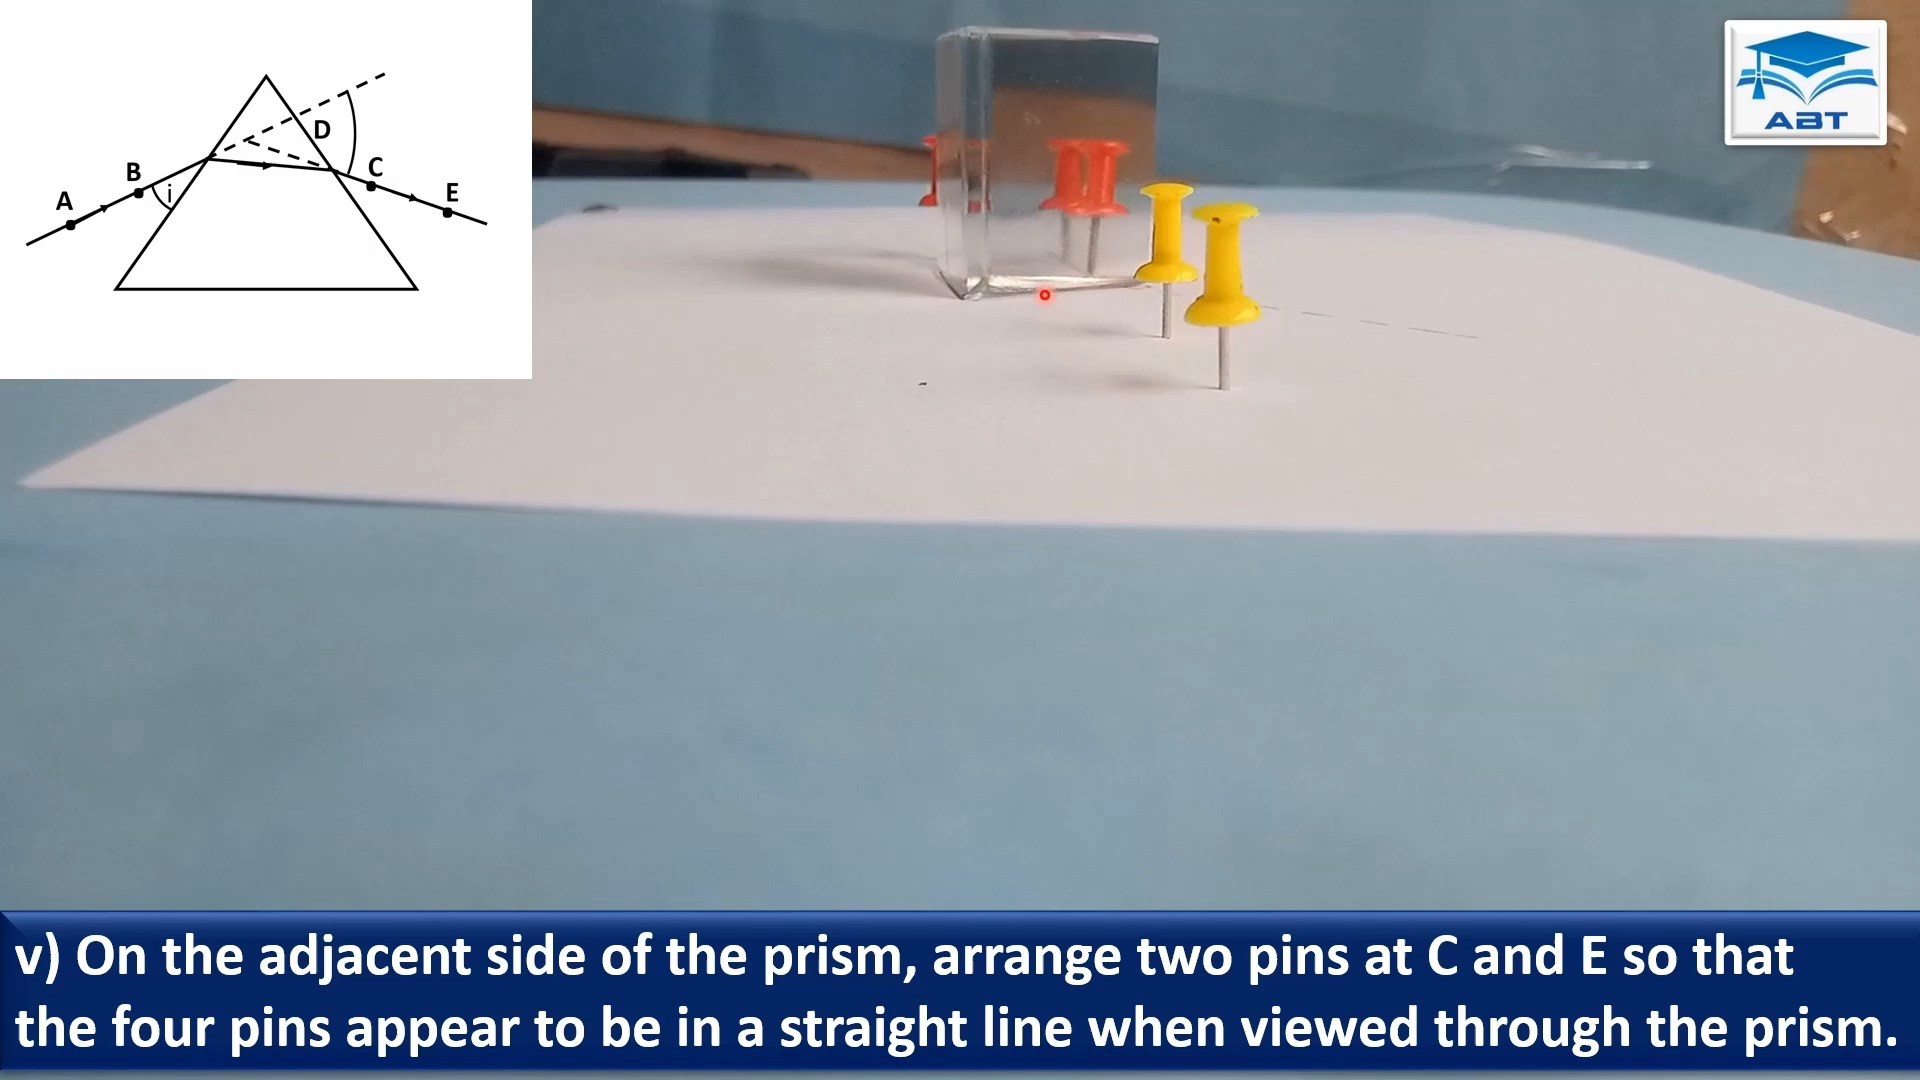 D
B
C
A
i
E
ABT
v) On the adjacent side of the prism, arrange two pins at C and E so that
the four pins appear to be in a straight line when viewed through the prism.